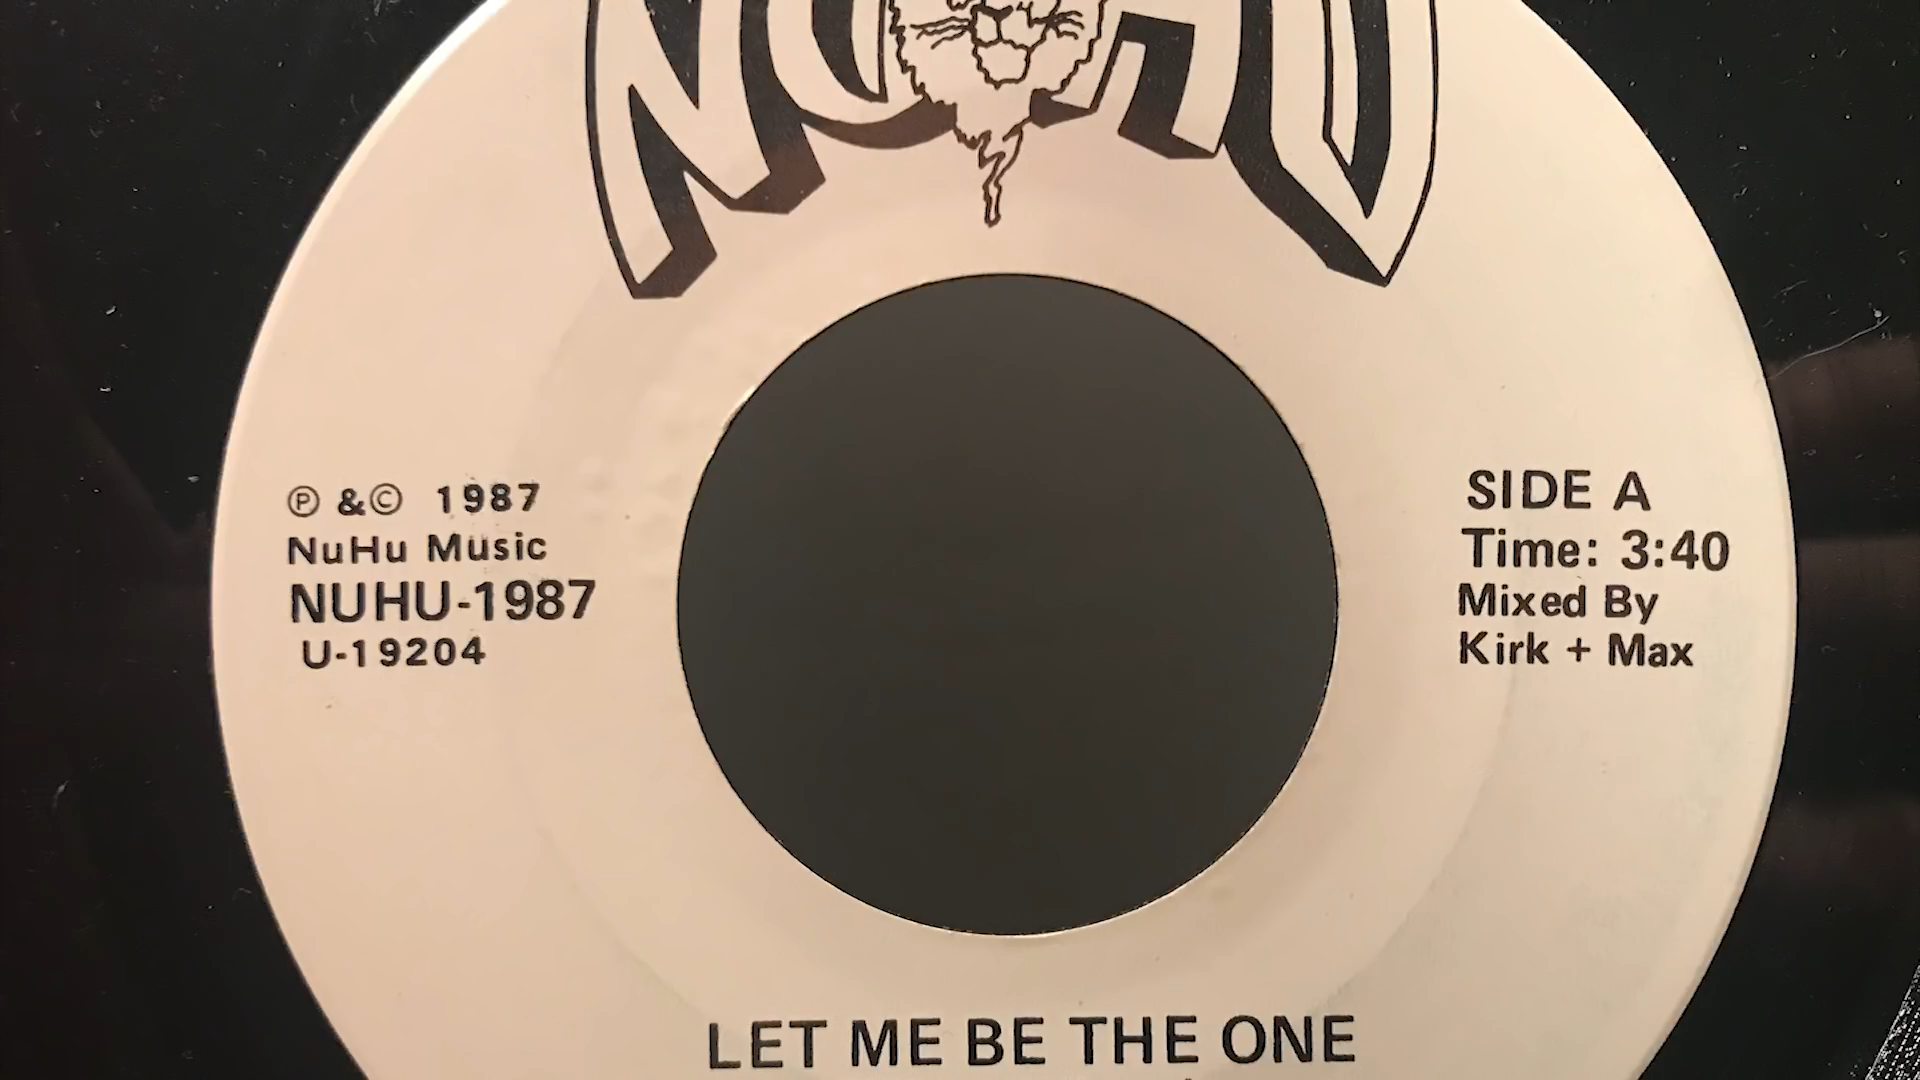 NUHU
℗ &© 1987
NuHu Music
NUHU-1987
U-19204
SIDE A
Time: 3:40
Mixed By
Kirk + Max
LET ME BE THE ONE